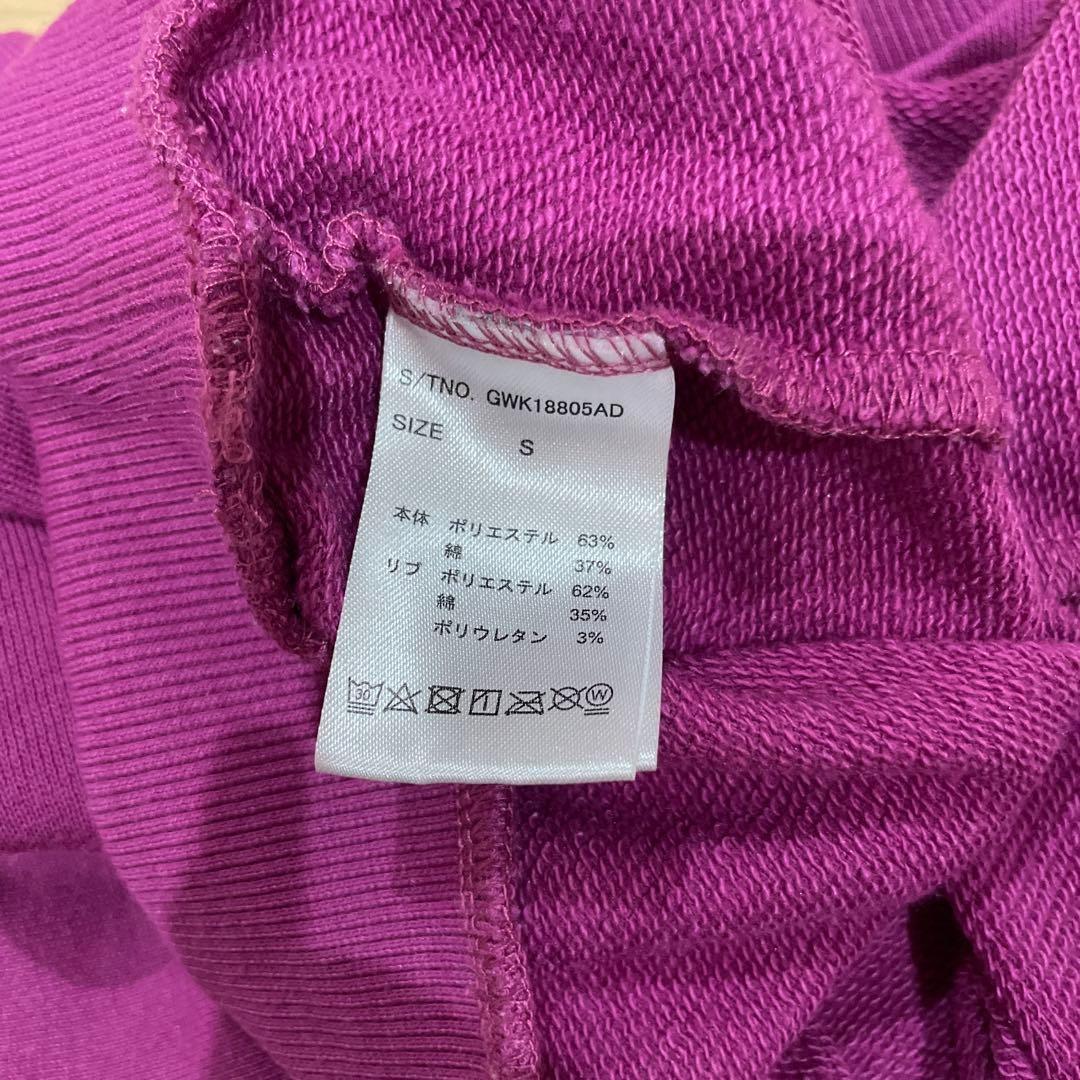 S/TNO. GWK18805AD
SIZE S
本体 ポリエステル 63%
綿 37%
リブ ポリエステル 62%
綿 35%
ポリウレタン 3%
30
W